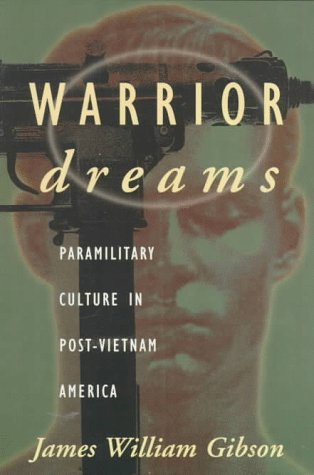 WARRIOR
dreams
PARAMILITARY
CULTURE IN
POST-VIETNAM
AMERICA
James William Gibson